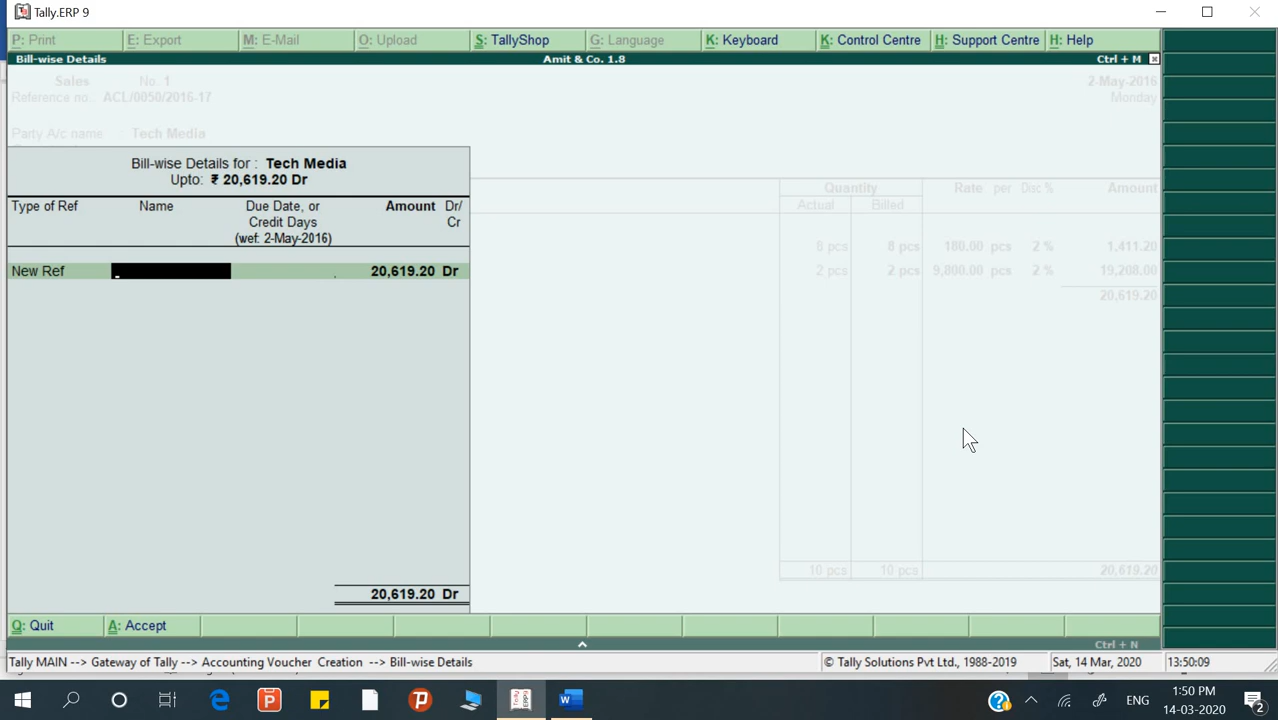 Tally.ERP 9
P: Print E: Export M: E-Mail O: Upload S: TallyShop G: Language K: Keyboard K: Control Centre H: Support Centre H: Help
Bill-wise Details Amit & Co. 1.8 Ctrl + M
Sales No. 1 2-May-2016
Reference no.: ACL/0050/2016-17 Monday
Party A/c name : Tech Media
Bill-wise Details for : Tech Media
Upto: ₹ 20,619.20 Dr
Quantity Rate per Disc % Amount
Actual Billed
Type of Ref Name Due Date, or Amount Dr/
Credit Days Cr
(wef: 2-May-2016)
8 pcs 8 pcs 180.00 pcs 2 % 1,411.20
New Ref 20,619.20 Dr 2 pcs 2 pcs 9,800.00 pcs 2 % 19,208.00
20,619.20
10 pcs 10 pcs 20,619.20
20,619.20 Dr
Q: Quit A: Accept
Ctrl + N
Tally MAIN --> Gateway of Tally --> Accounting Voucher Creation --> Bill-wise Details © Tally Solutions Pvt Ltd., 1988-2019 Sat, 14 Mar, 2020 13:50:09
ENG 1:50 PM
14-03-2020 2